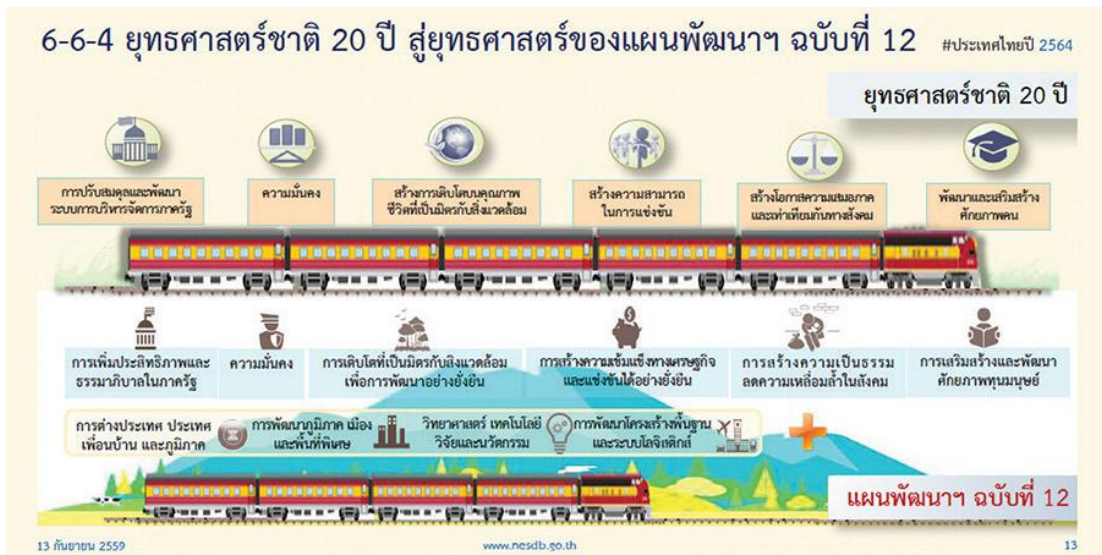 6-6-4 ยุทธศาสตร์ชาติ 20 ปี สู่ยุทธศาสตร์ของแผนพัฒนาฯ ฉบับที่ 12 #ประเทศไทยปี 2564
ยุทธศาสตร์ชาติ 20 ปี
การปรับสมดุลและพัฒนา
ระบบการบริหารจัดการภาครัฐ
ความมั่นคง
สร้างการเติบโตบนคุณภาพ
ชีวิตที่เป็นมิตรกับสิ่งแวดล้อม
สร้างความสามารถ
ในการแข่งขัน
สร้างโอกาสความเสมอภาค
และเท่าเทียมกันทางสังคม
พัฒนาและเสริมสร้าง
ศักยภาพคน
การเพิ่มประสิทธิภาพและ
ธรรมาภิบาลในภาครัฐ
ความมั่นคง
การเติบโตที่เป็นมิตรกับสิ่งแวดล้อม
เพื่อการพัฒนาอย่างยั่งยืน
การสร้างความเข้มแข็งทางเศรษฐกิจ
และแข่งขันได้อย่างยั่งยืน
การสร้างความเป็นธรรม
ลดความเหลื่อมล้ำในสังคม
การเสริมสร้างและพัฒนา
ศักยภาพทุนมนุษย์
การต่างประเทศ ประเทศ
เพื่อนบ้าน และภูมิภาค
การพัฒนาภูมิภาค เมือง
และพื้นที่พิเศษ
วิทยาศาสตร์ เทคโนโลยี
วิจัยและนวัตกรรม
การพัฒนาโครงสร้างพื้นฐาน
และระบบโลจิสติกส์
แผนพัฒนาฯ ฉบับที่ 12
13 กันยายน 2559
www.nesdb.go.th
13